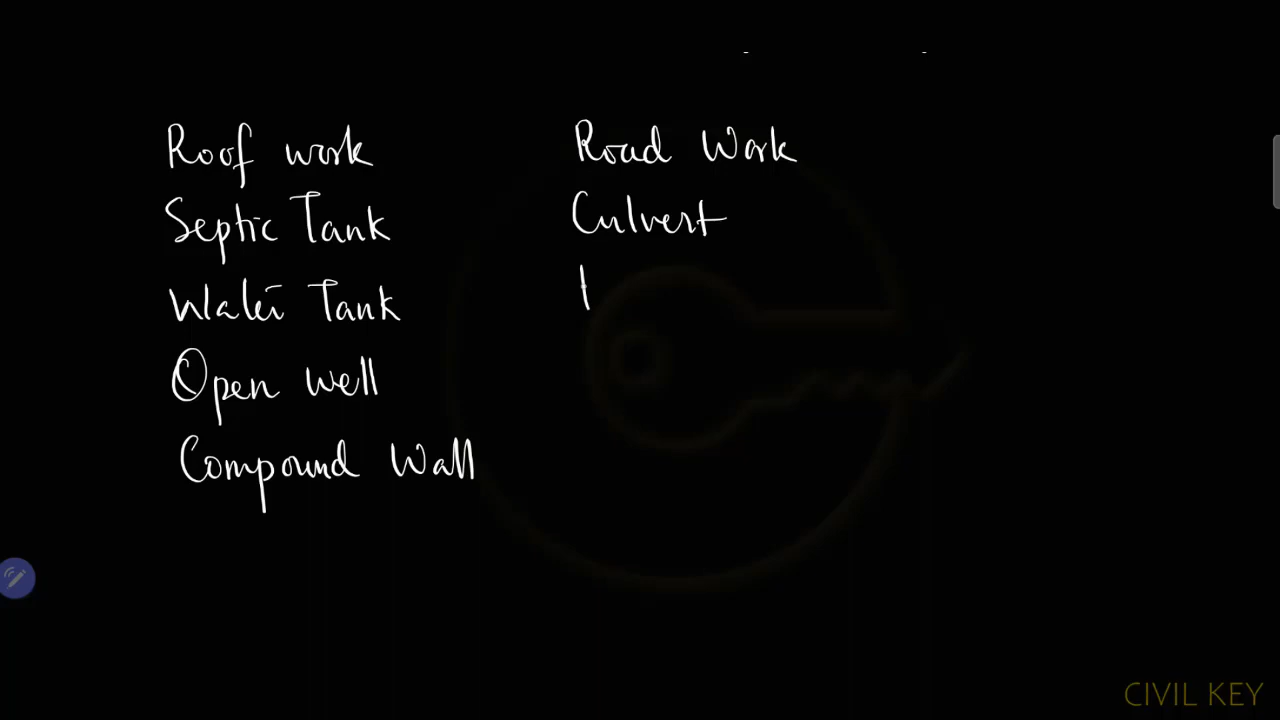 Roof work
Septic Tank
Water Tank
Open well
Compound Wall
Road Work
Culvert
CIVIL KEY